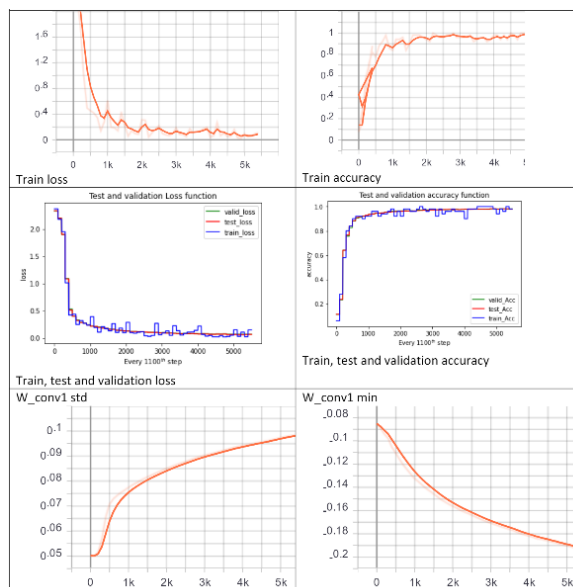 1.6
1.2
0.8
0.4
0
0 1k 2k 3k 4k 5k
Train loss
1
0.8
0.6
0.4
0.2
0
0 1k 2k 3k 4k 5k
Train accuracy
Test and validation Loss function
valid_loss
test_loss
train_loss
loss
2.0
1.5
1.0
0.5
0.0
0 1000 2000 3000 4000 5000
Every 1100th step
Train, test and validation loss
Test and validation accuracy function
accuracy
1.0
0.8
0.6
0.4
0.2
valid_Acc
test_Acc
train_Acc
0 1000 2000 3000 4000 5000
Every 1100th step
Train, test and validation accuracy
W_conv1 std
0.1
0.09
0.08
0.07
0.06
0.05
0 1k 2k 3k 4k 5k
W_conv1 min
-0.08
-0.1
-0.12
-0.14
-0.16
-0.18
-0.2
0 1k 2k 3k 4k 5k